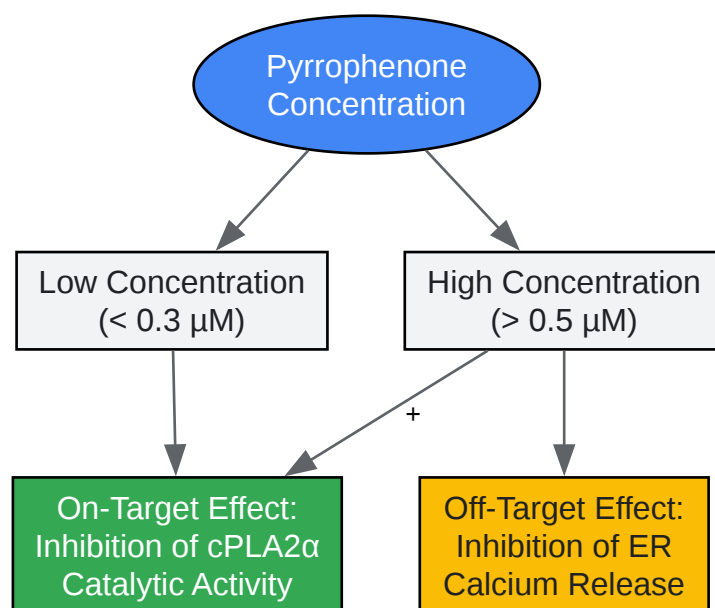 Pyrrophenone
Concentration
Low Concentration
(< 0.3 µM)
High Concentration
(> 0.5 µM)
+
On-Target Effect:
Inhibition of cPLA2α
Catalytic Activity
Off-Target Effect:
Inhibition of ER
Calcium Release